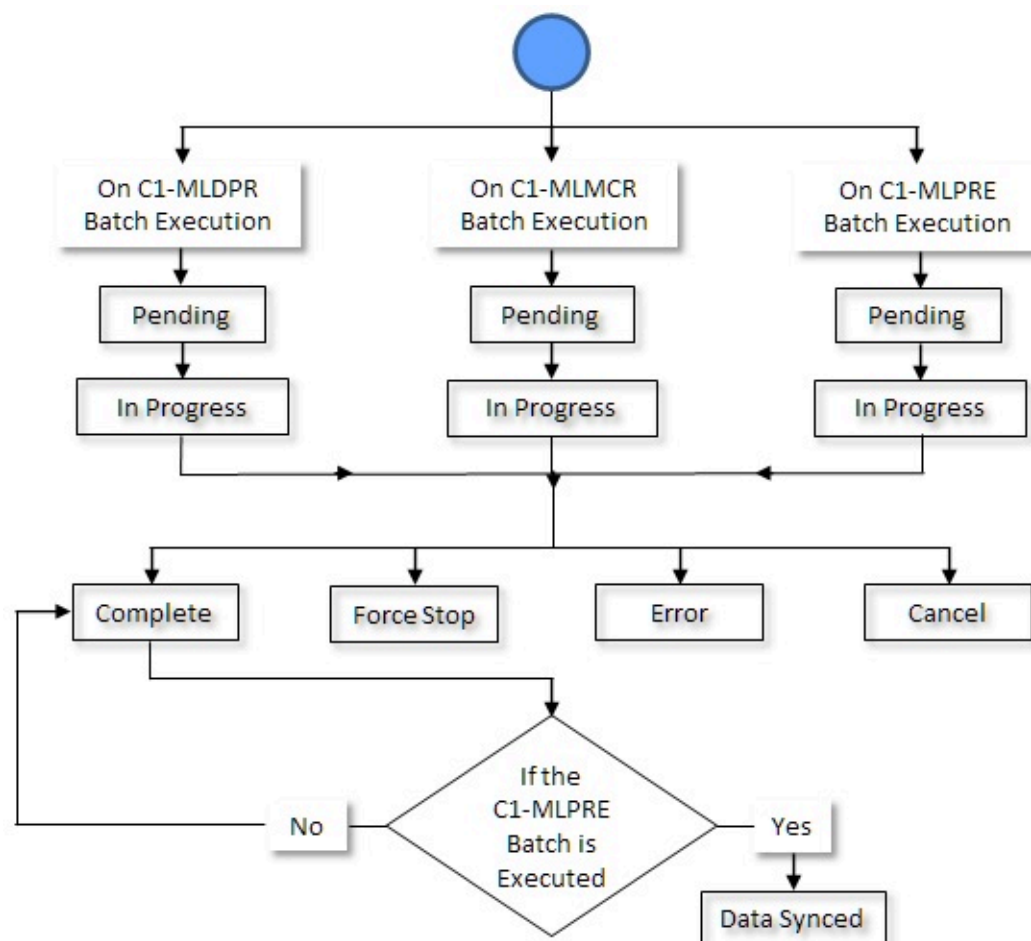 On C1-MLDPR
Batch Execution
On C1-MLMCR
Batch Execution
On C1-MLPRE
Batch Execution
Pending
Pending
Pending
In Progress
In Progress
In Progress
Complete
Force Stop
Error
Cancel
If the
C1-MLPRE
Batch is
Executed
No
Yes
Data Synced